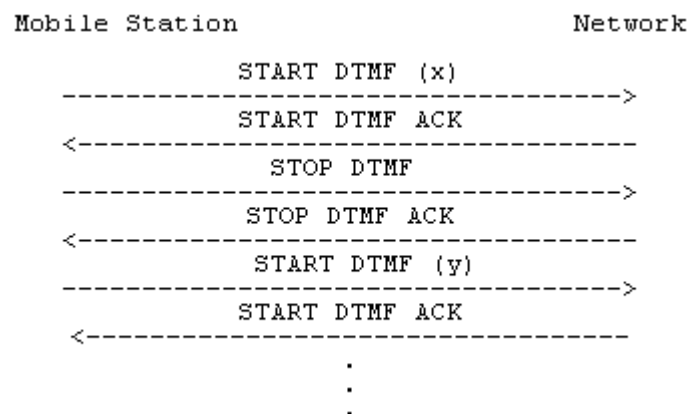 Mobile Station Network
START DTMF (x)
----------------------------------->
START DTMF ACK
<-----------------------------------
STOP DTMF
----------------------------------->
STOP DTMF ACK
<-----------------------------------
START DTMF (y)
----------------------------------->
START DTMF ACK
<----------------------------------
.
.
.